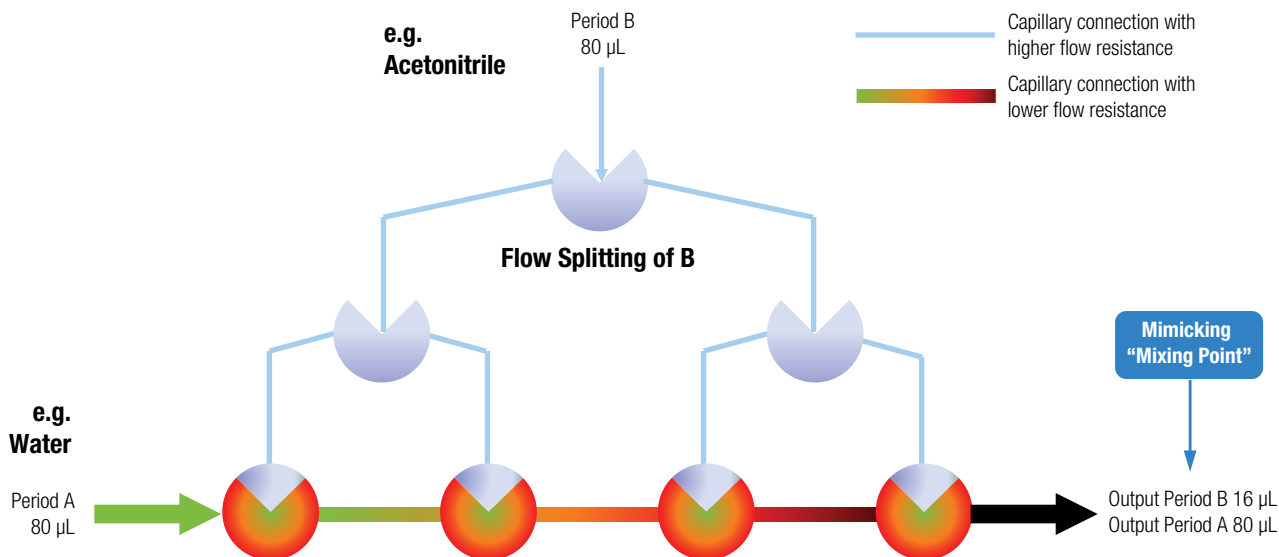 e.g.
Acetonitrile
Period B
80 µL
Capillary connection with
higher flow resistance
Capillary connection with
lower flow resistance
Flow Splitting of B
Mimicking
“Mixing Point”
e.g.
Water
Period A
80 µL
Output Period B 16 µL
Output Period A 80 µL